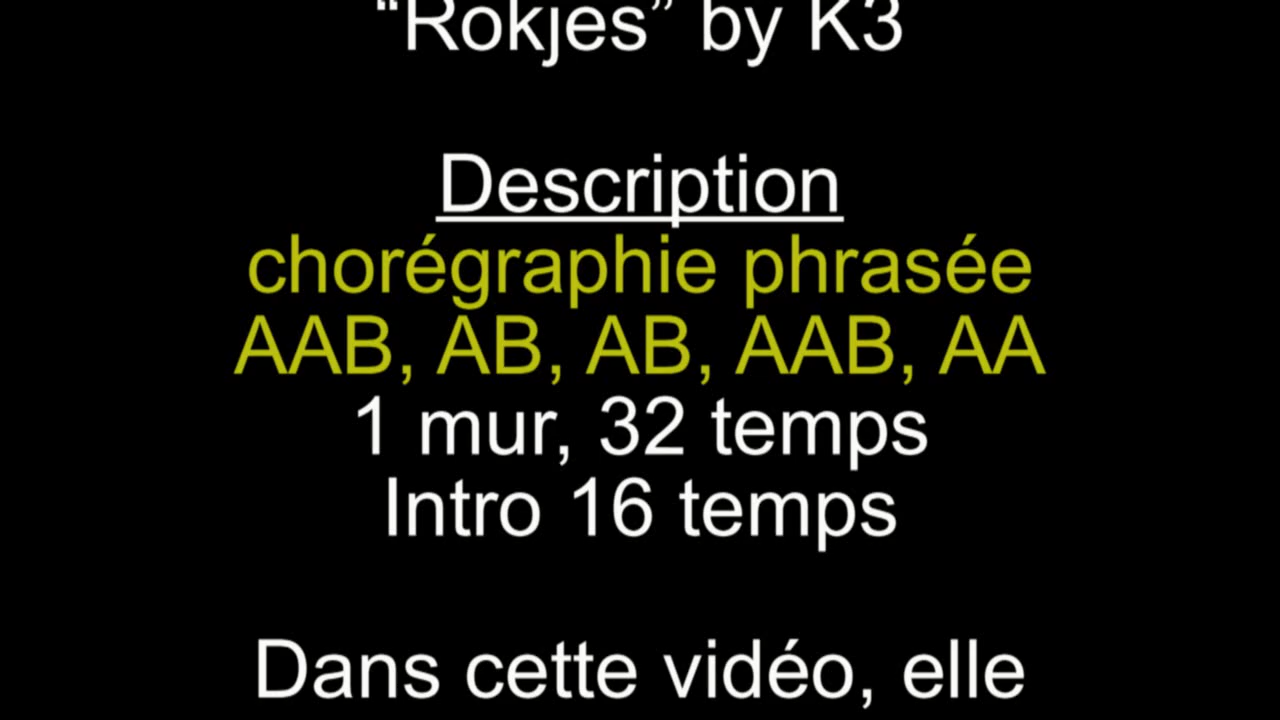 “Rokjes” by K3
Description
chorégraphie phrasée
AAB, AB, AB, AAB, AA
1 mur, 32 temps
Intro 16 temps
Dans cette vidéo, elle